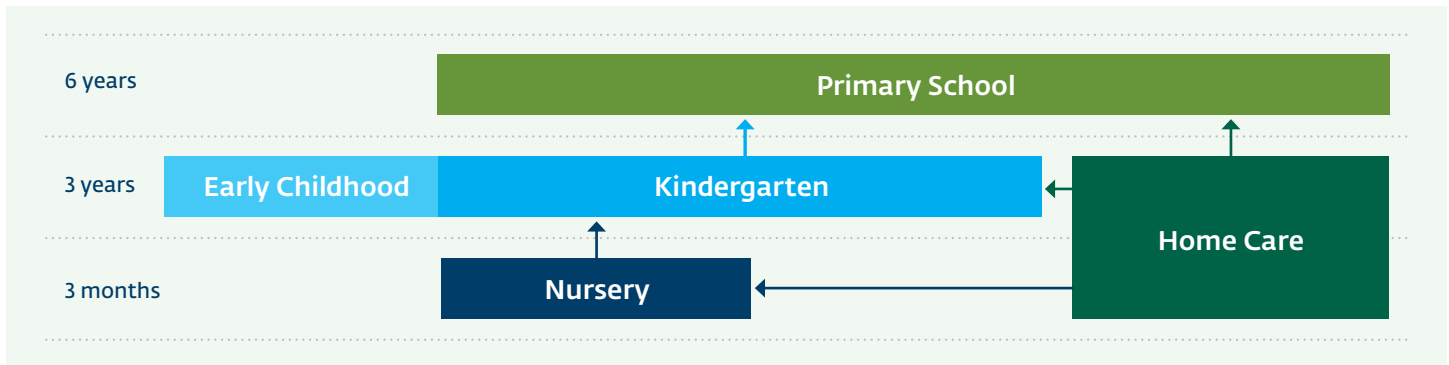 6 years
Primary School
3 years
Early Childhood
Kindergarten
Home Care
3 months
Nursery